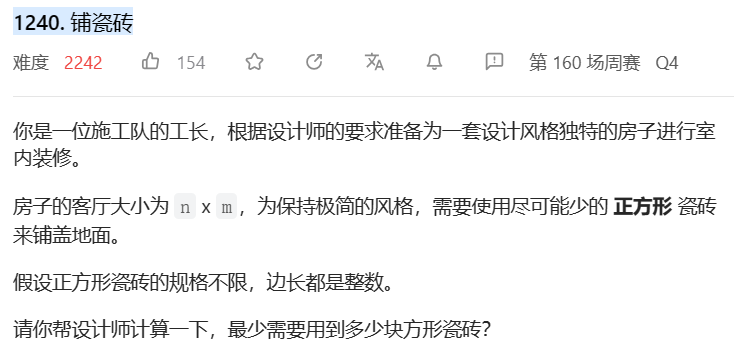 1240. 铺瓷砖
难度 2242 154 第 160 场周赛 Q4
你是一位施工队的工长，根据设计师的要求准备为一套设计风格独特的房子进行室
内装修。
房子的客厅大小为 n x m，为保持极简的风格，需要使用尽可能少的 正方形 瓷砖
来铺盖地面。
假设正方形瓷砖的规格不限，边长都是整数。
请你帮设计师计算一下，最少需要用到多少块方形瓷砖？